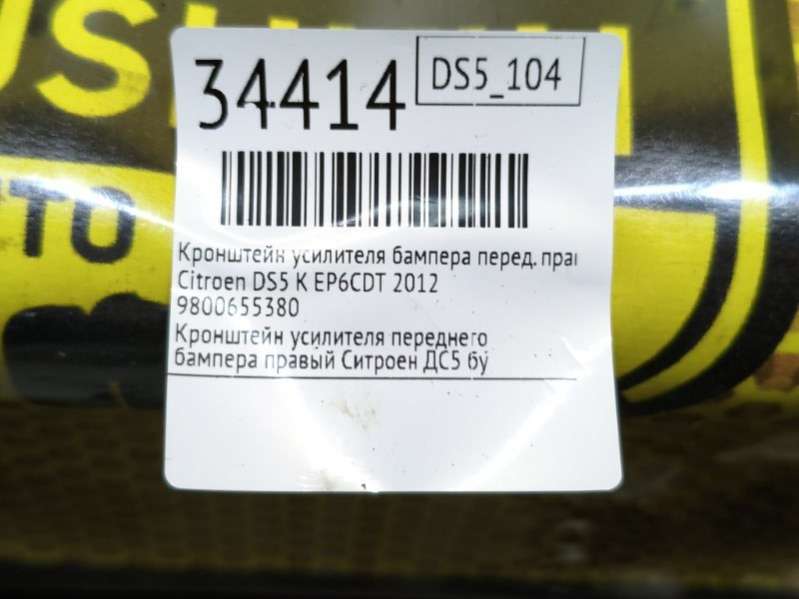 34414
DS5_104
Кронштейн усилителя бампера перед. пра
Citroen DS5 K EP6CDT 2012
9800655380
Кронштейн усилителя переднего
бампера правый Ситроен ДС5 бу